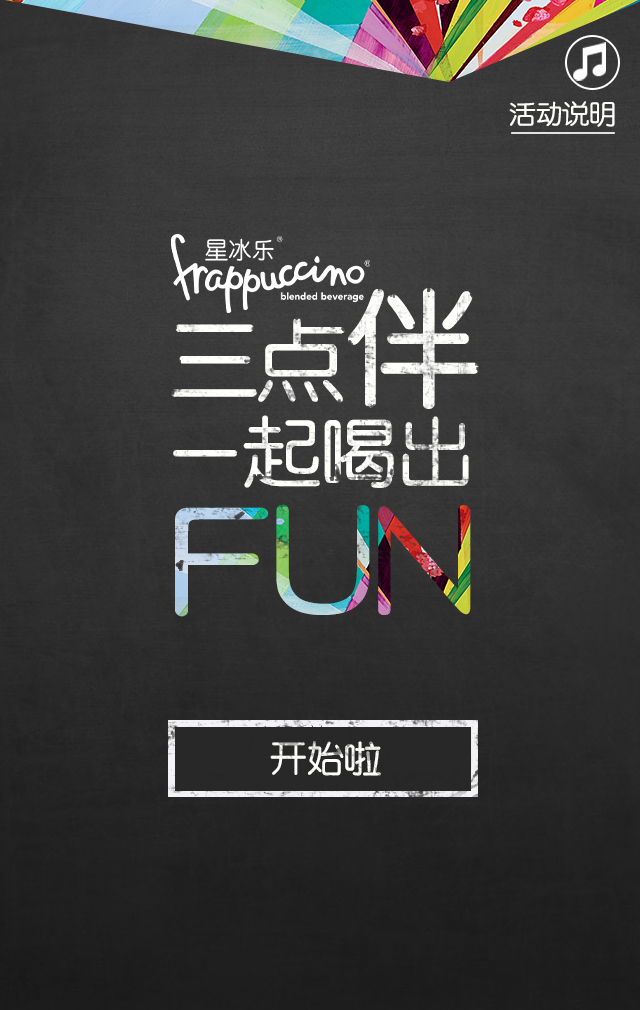 活动说明
星冰乐®
frappuccino®
blended beverage
三点伴
一起喝出
FUN
开始啦